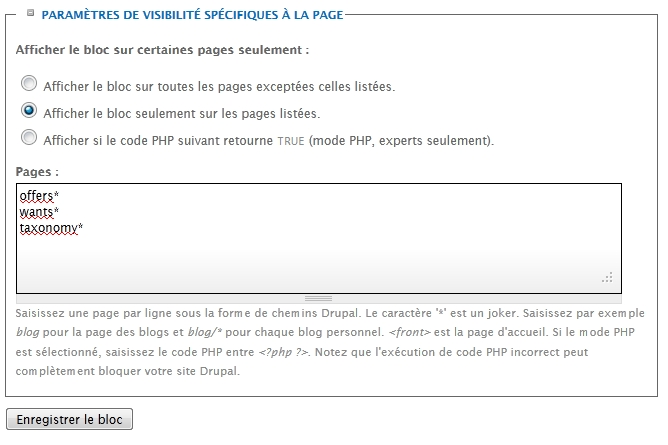 PARAMÈTRES DE VISIBILITÉ SPÉCIFIQUES À LA PAGE
Afficher le bloc sur certaines pages seulement :
Afficher le bloc sur toutes les pages exceptées celles listées.
Afficher le bloc seulement sur les pages listées.
Afficher si le code PHP suivant retourne TRUE (mode PHP, experts seulement).
Pages :
offers*
wants*
taxonomy*
Saisissez une page par ligne sous la forme de chemins Drupal. Le caractère '*' est un joker. Saisissez par exemple
blog pour la page des blogs et blog/* pour chaque blog personnel. <front> est la page d'accueil. Si le mode PHP
est sélectionné, saisissez le code PHP entre <?php ?>. Notez que l'exécution de code PHP incorrect peut
complètement bloquer votre site Drupal.
Enregistrer le bloc